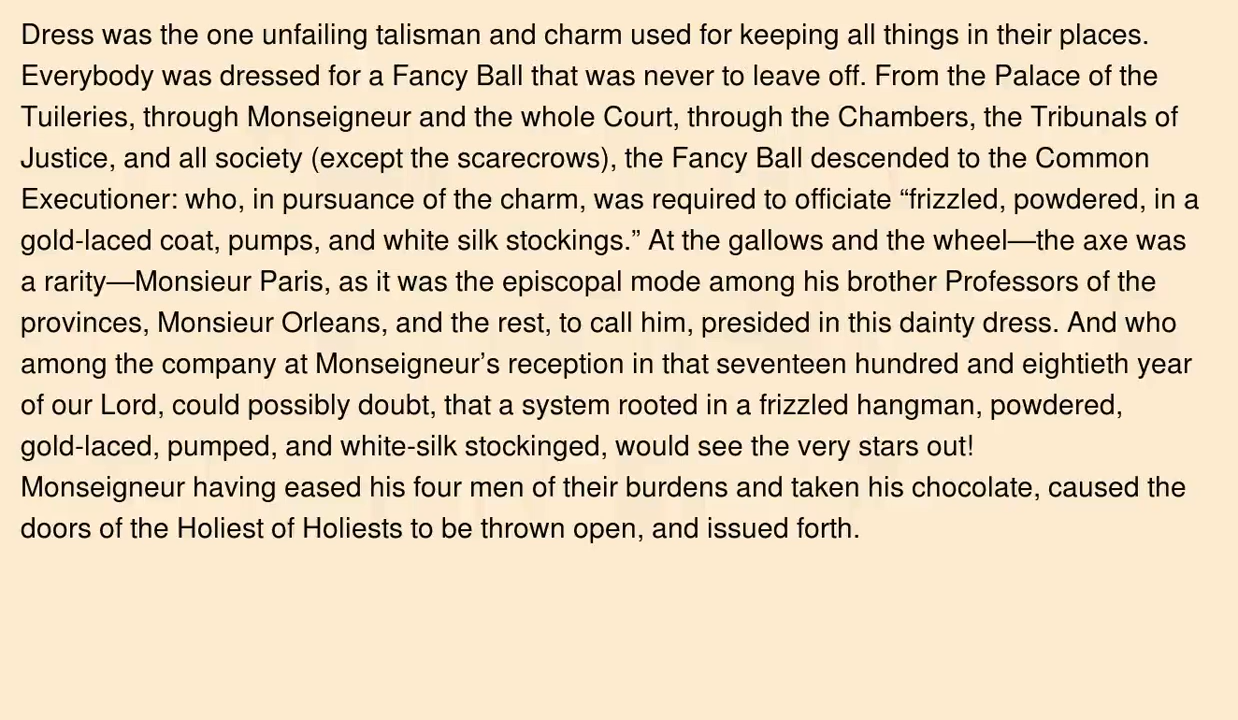 Dress was the one unfailing talisman and charm used for keeping all things in their places.
Everybody was dressed for a Fancy Ball that was never to leave off. From the Palace of the
Tuileries, through Monseigneur and the whole Court, through the Chambers, the Tribunals of
Justice, and all society (except the scarecrows), the Fancy Ball descended to the Common
Executioner: who, in pursuance of the charm, was required to officiate “frizzled, powdered, in a
gold-laced coat, pumps, and white silk stockings.” At the gallows and the wheel—the axe was
a rarity—Monsieur Paris, as it was the episcopal mode among his brother Professors of the
provinces, Monsieur Orleans, and the rest, to call him, presided in this dainty dress. And who
among the company at Monseigneur’s reception in that seventeen hundred and eightieth year
of our Lord, could possibly doubt, that a system rooted in a frizzled hangman, powdered,
gold-laced, pumped, and white-silk stockinged, would see the very stars out!
Monseigneur having eased his four men of their burdens and taken his chocolate, caused the
doors of the Holiest of Holiests to be thrown open, and issued forth.